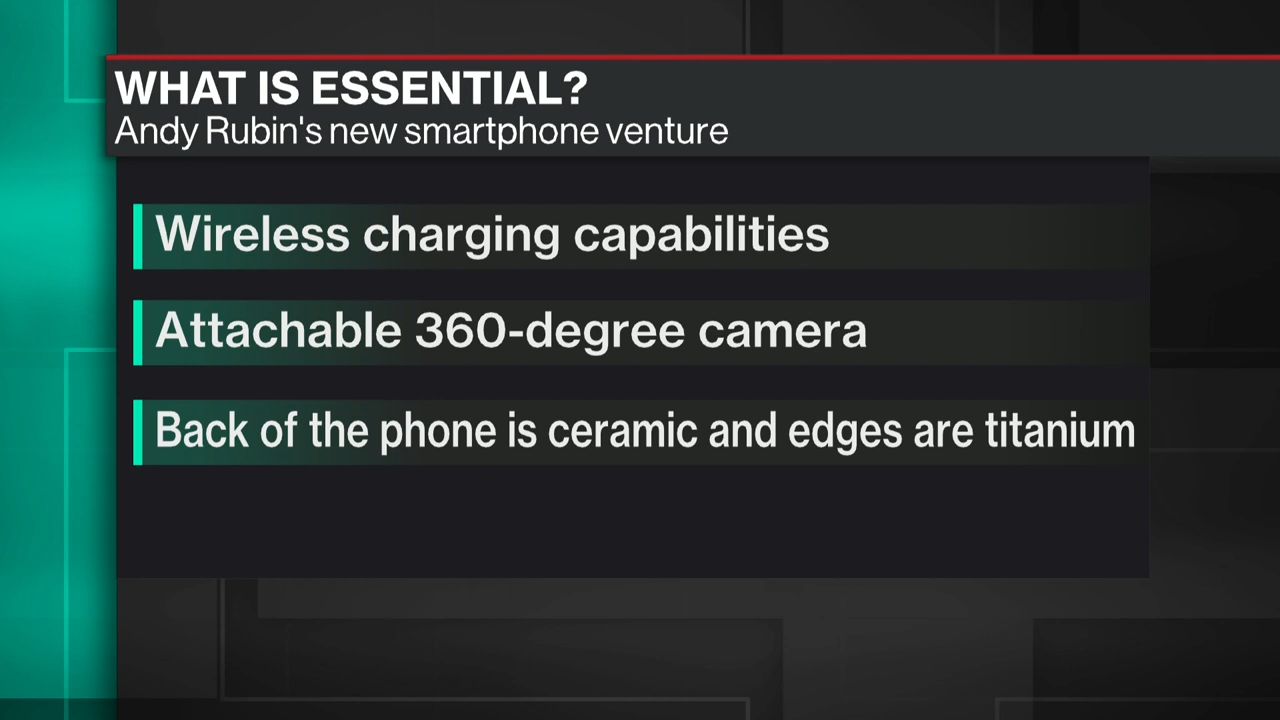 WHAT IS ESSENTIAL?
Andy Rubin's new smartphone venture
Wireless charging capabilities
Attachable 360-degree camera
Back of the phone is ceramic and edges are titanium